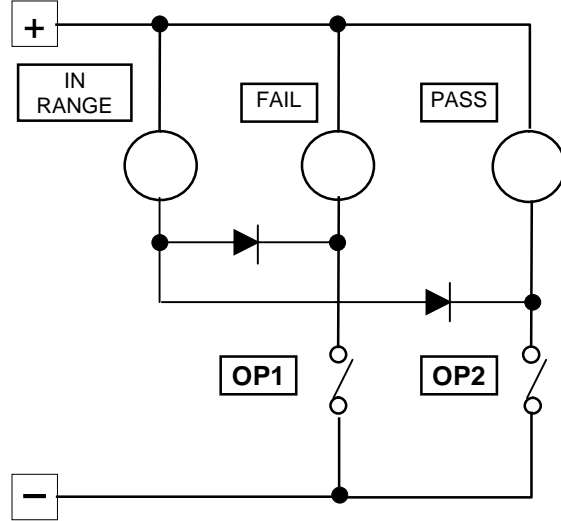 +
IN
RANGE
FAIL
PASS
OP1
OP2
−